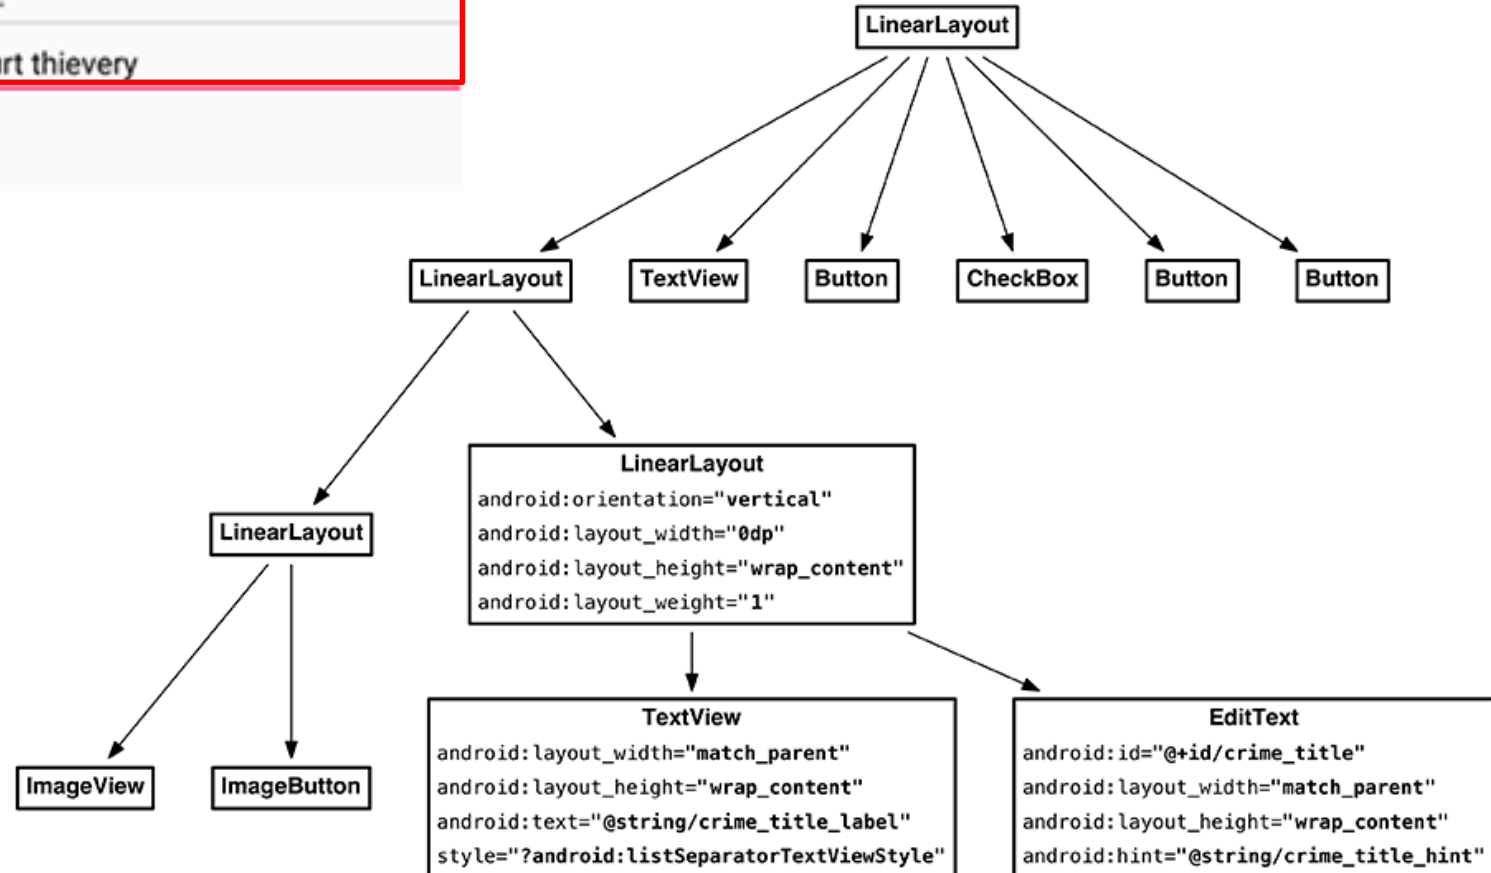 thievery
LinearLayout
LinearLayout
TextView
Button
CheckBox
Button
Button
LinearLayout
android:orientation="vertical"
android:layout_width="0dp"
android:layout_height="wrap_content"
android:layout_weight="1"
LinearLayout
ImageView
ImageButton
TextView
android:layout_width="match_parent"
android:layout_height="wrap_content"
android:text="@string/crime_title_label"
style="?android:listSeparatorTextViewStyle"
EditText
android:id="@+id/crime_title"
android:layout_width="match_parent"
android:layout_height="wrap_content"
android:hint="@string/crime_title_hint"